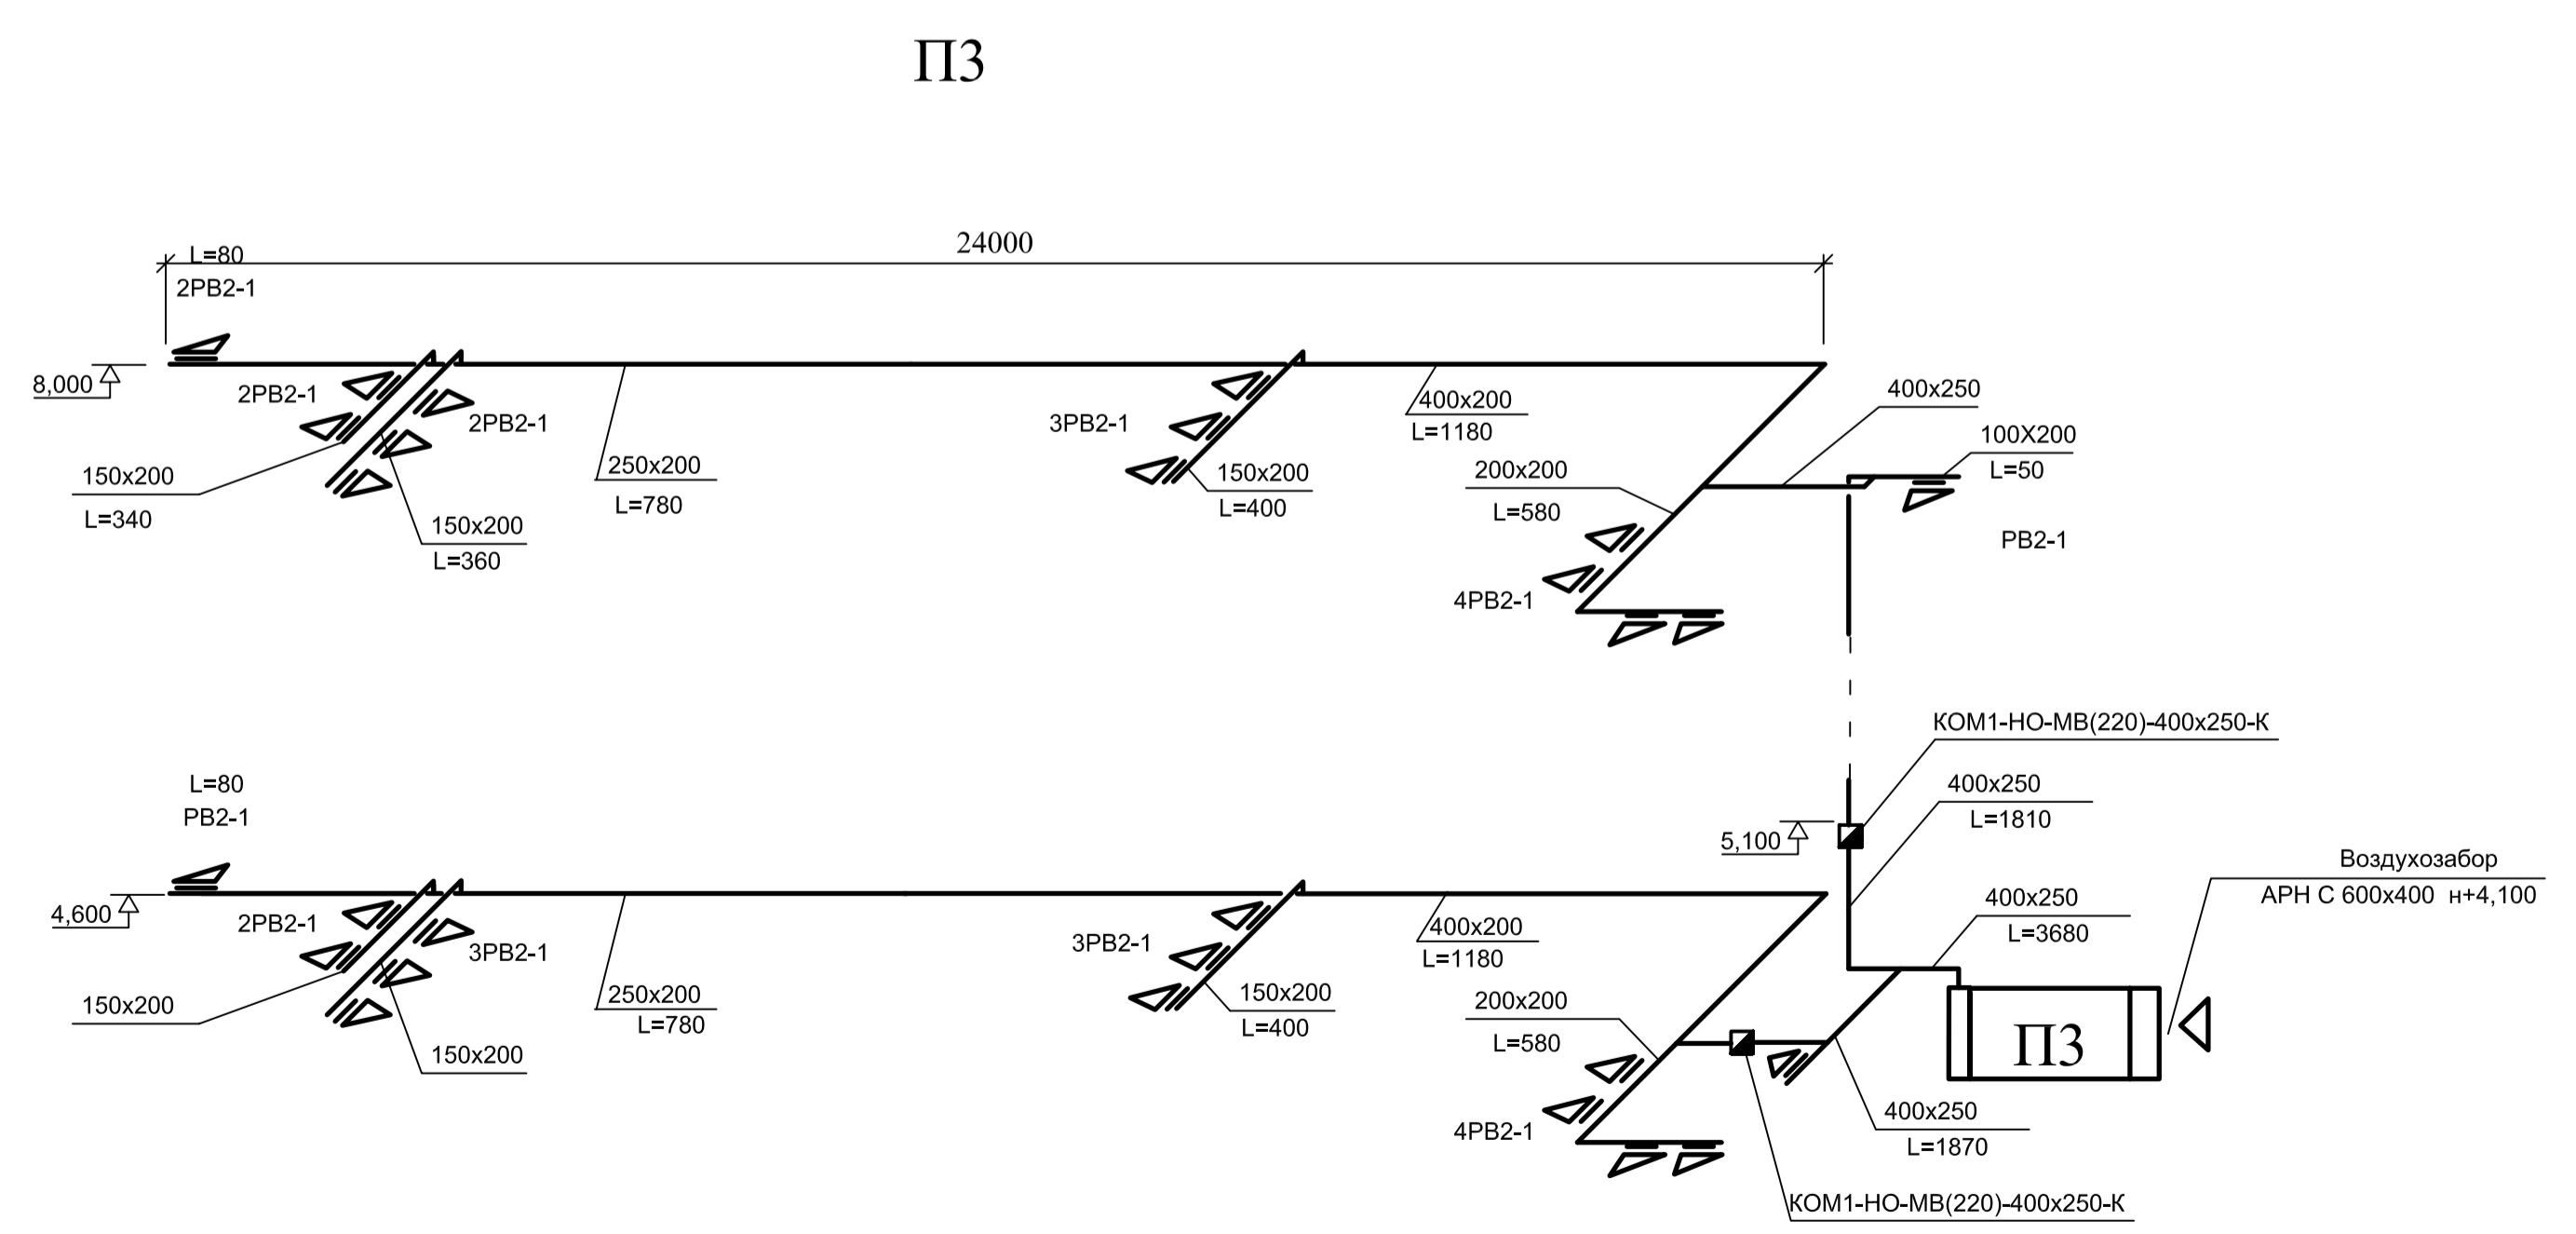 П3
24000
L=80
2РВ2-1
8,000
2РВ2-1
2РВ2-1
150x200
L=340
150x200
L=360
250x200
L=780
3РВ2-1
150x200
L=400
400x200
L=1180
200x200
L=580
4РВ2-1
400x250
100X200
L=50
РВ2-1
КОМ1-НО-МВ(220)-400x250-К
400x250
L=1810
5,100
Воздухозабор
АРН С 600x400 н+4,100
400x250
L=3680
L=80
РВ2-1
4,600
2РВ2-1
3РВ2-1
150x200
150x200
250x200
L=780
3РВ2-1
150x200
L=400
400x200
L=1180
200x200
L=580
4РВ2-1
П3
400x250
L=1870
КОМ1-НО-МВ(220)-400x250-К